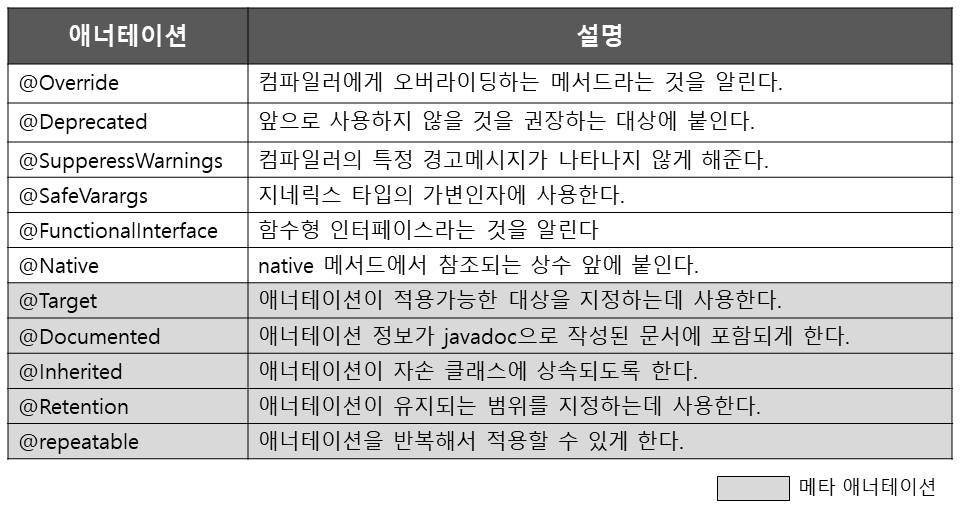 애너테이션 설명
@Override 컴파일러에게 오버라이딩하는 메서드라는 것을 알린다.
@Deprecated 앞으로 사용하지 않을 것을 권장하는 대상에 붙인다.
@SupperessWarnings 컴파일러의 특정 경고메시지가 나타나지 않게 해준다.
@SafeVarargs 지네릭스 타입의 가변인자에 사용한다.
@FunctionalInterface 함수형 인터페이스라는 것을 알린다
@Native native 메서드에서 참조되는 상수 앞에 붙인다.
@Target 애너테이션이 적용가능한 대상을 지정하는데 사용한다.
@Documented 애너테이션 정보가 javadoc으로 작성된 문서에 포함되게 한다.
@Inherited 애너테이션이 자손 클래스에 상속되도록 한다.
@Retention 애너테이션이 유지되는 범위를 지정하는데 사용한다.
@repeatable 애너테이션을 반복해서 적용할 수 있게 한다.
메타 애너테이션